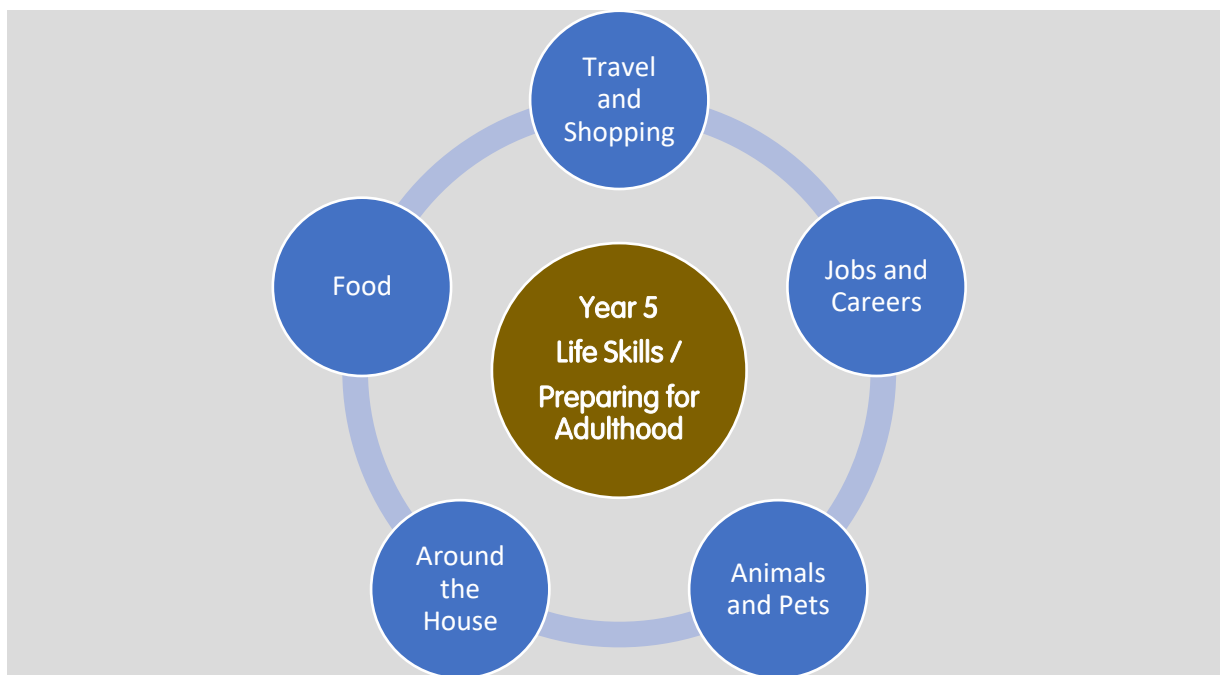 Travel
and
Shopping
Jobs and
Careers
Food
Year 5
Life Skills /
Preparing for
Adulthood
Around
the
House
Animals
and Pets